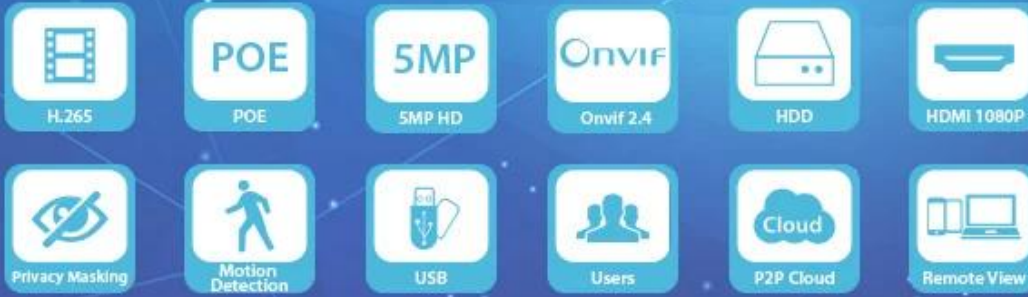 POE
5MP
ONVIF
H.265
POE
5MP HD
Onvif 2.4
HDD
HDMI 1080P
Cloud
Privacy Masking
Motion
Detection
USB
Users
P2P Cloud
Remote View